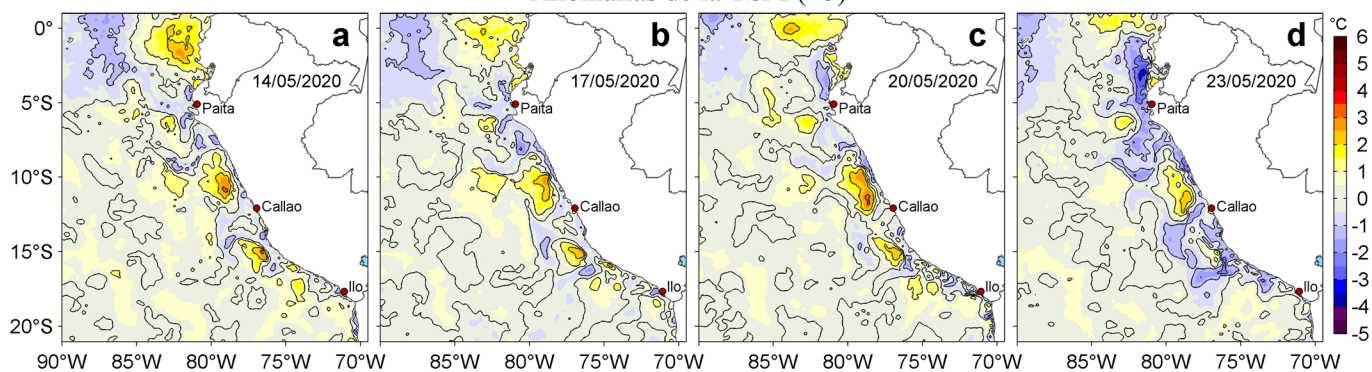 a b c d
14/05/2020 17/05/2020 20/05/2020 23/05/2020
°C
0°
5°S
10°S
15°S
20°S
Paita Paita Paita Paita
Callao Callao Callao Callao
Ilo Ilo Ilo Ilo
6
5
4
3
2
1
0
-1
-2
-3
-4
-5
90°W 85°W 80°W 75°W 70°W 85°W 80°W 75°W 70°W 85°W 80°W 75°W 70°W 85°W 80°W 75°W 70°W